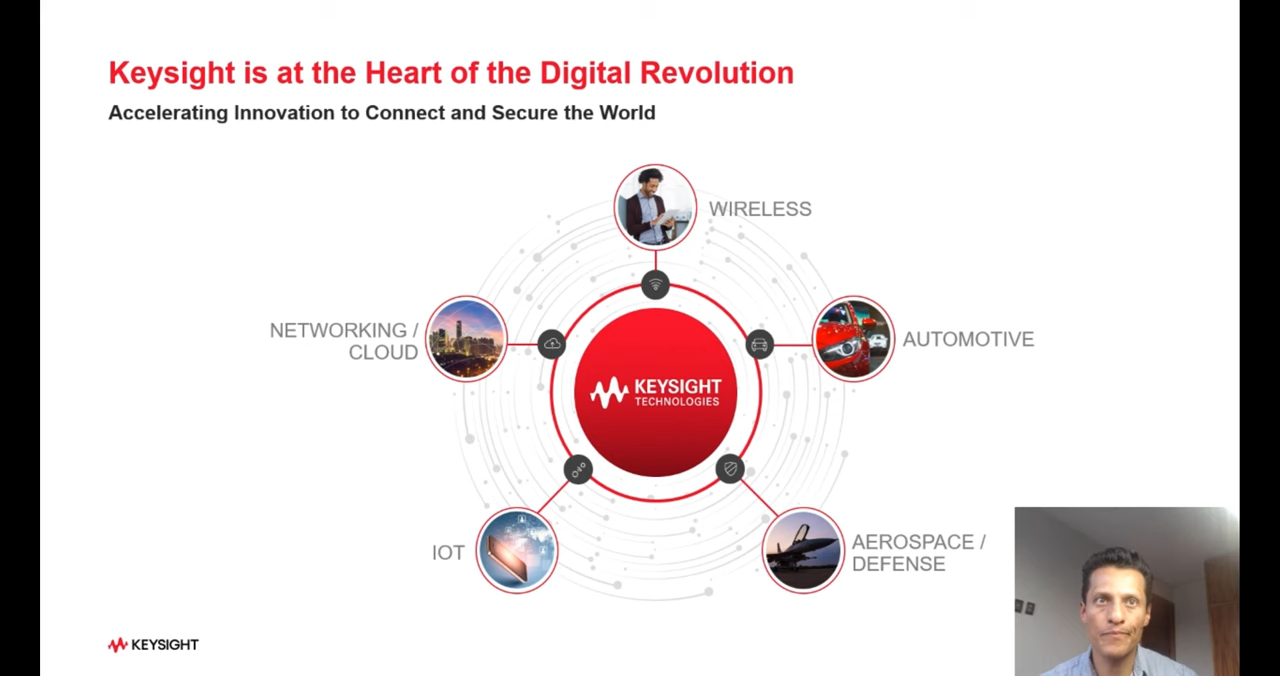 Keysight is at the Heart of the Digital Revolution
Accelerating Innovation to Connect and Secure the World
WIRELESS
NETWORKING /
CLOUD
AUTOMOTIVE
KEYSIGHT
TECHNOLOGIES
IOT
AEROSPACE /
DEFENSE
KEYSIGHT